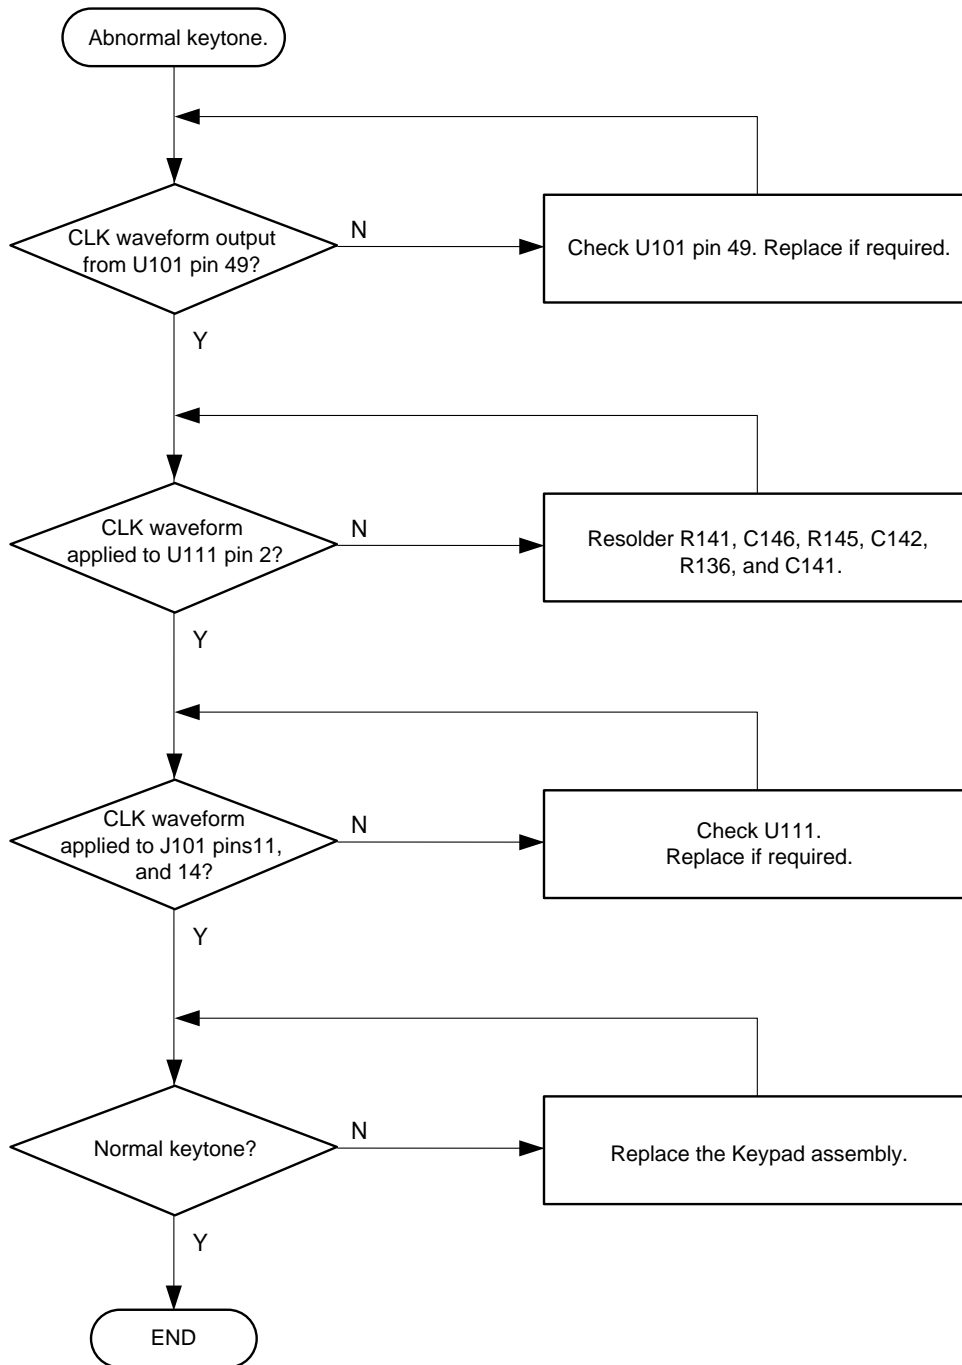 Abnormal keytone.
CLK waveform output
from U101 pin 49?
N
Check U101 pin 49. Replace if required.
Y
CLK waveform
applied to U111 pin 2?
N
Resolder R141, C146, R145, C142,
R136, and C141.
Y
CLK waveform
applied to J101 pins11,
and 14?
N
Check U111.
Replace if required.
Y
Normal keytone?
N
Replace the Keypad assembly.
Y
END